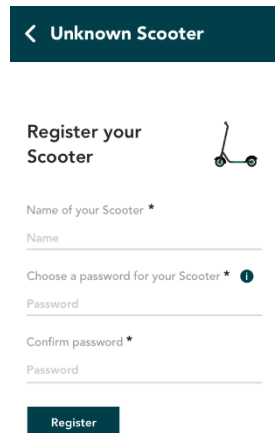 Unknown Scooter
Register your
Scooter
Name of your Scooter *
Name
Choose a password for your Scooter * i
Password
Confirm password *
Password
Register